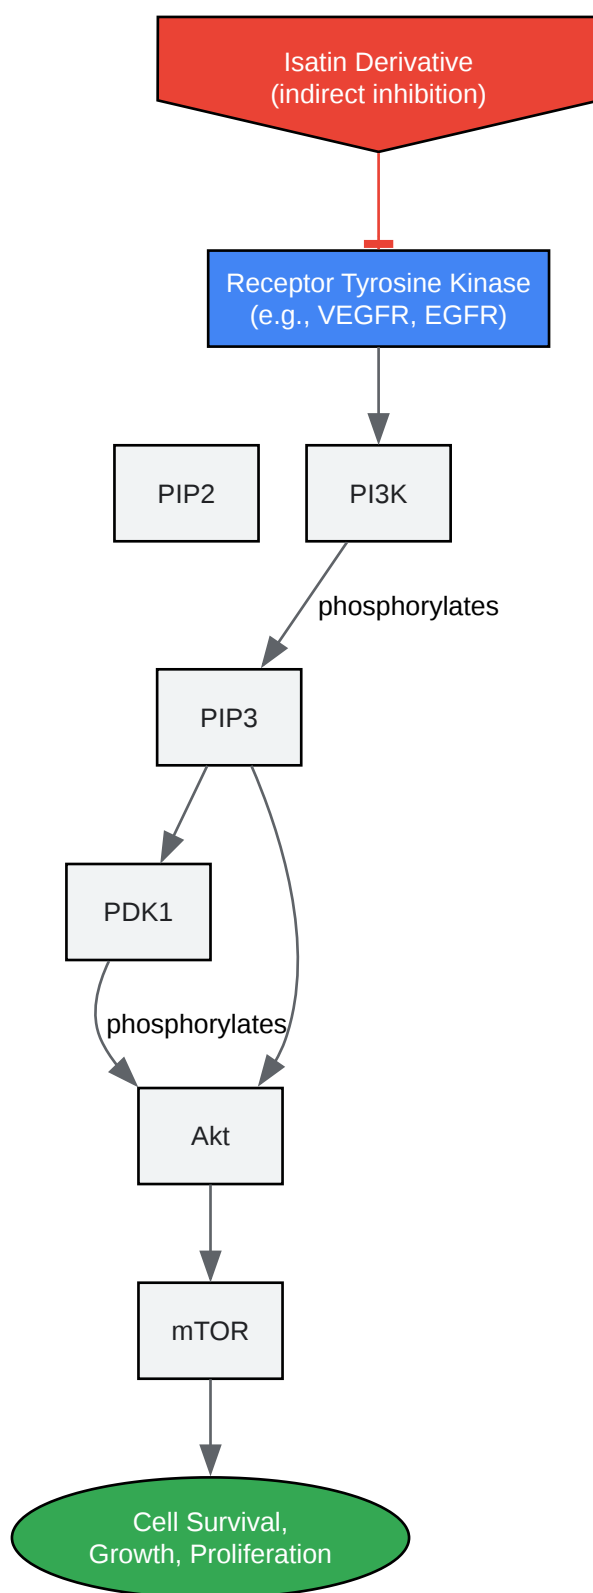 Isatin Derivative
(indirect inhibition)
Receptor Tyrosine Kinase
(e.g., VEGFR, EGFR)
PIP2
PI3K
phosphorylates
PIP3
PDK1
phosphorylates
Akt
mTOR
Cell Survival,
Growth, Proliferation